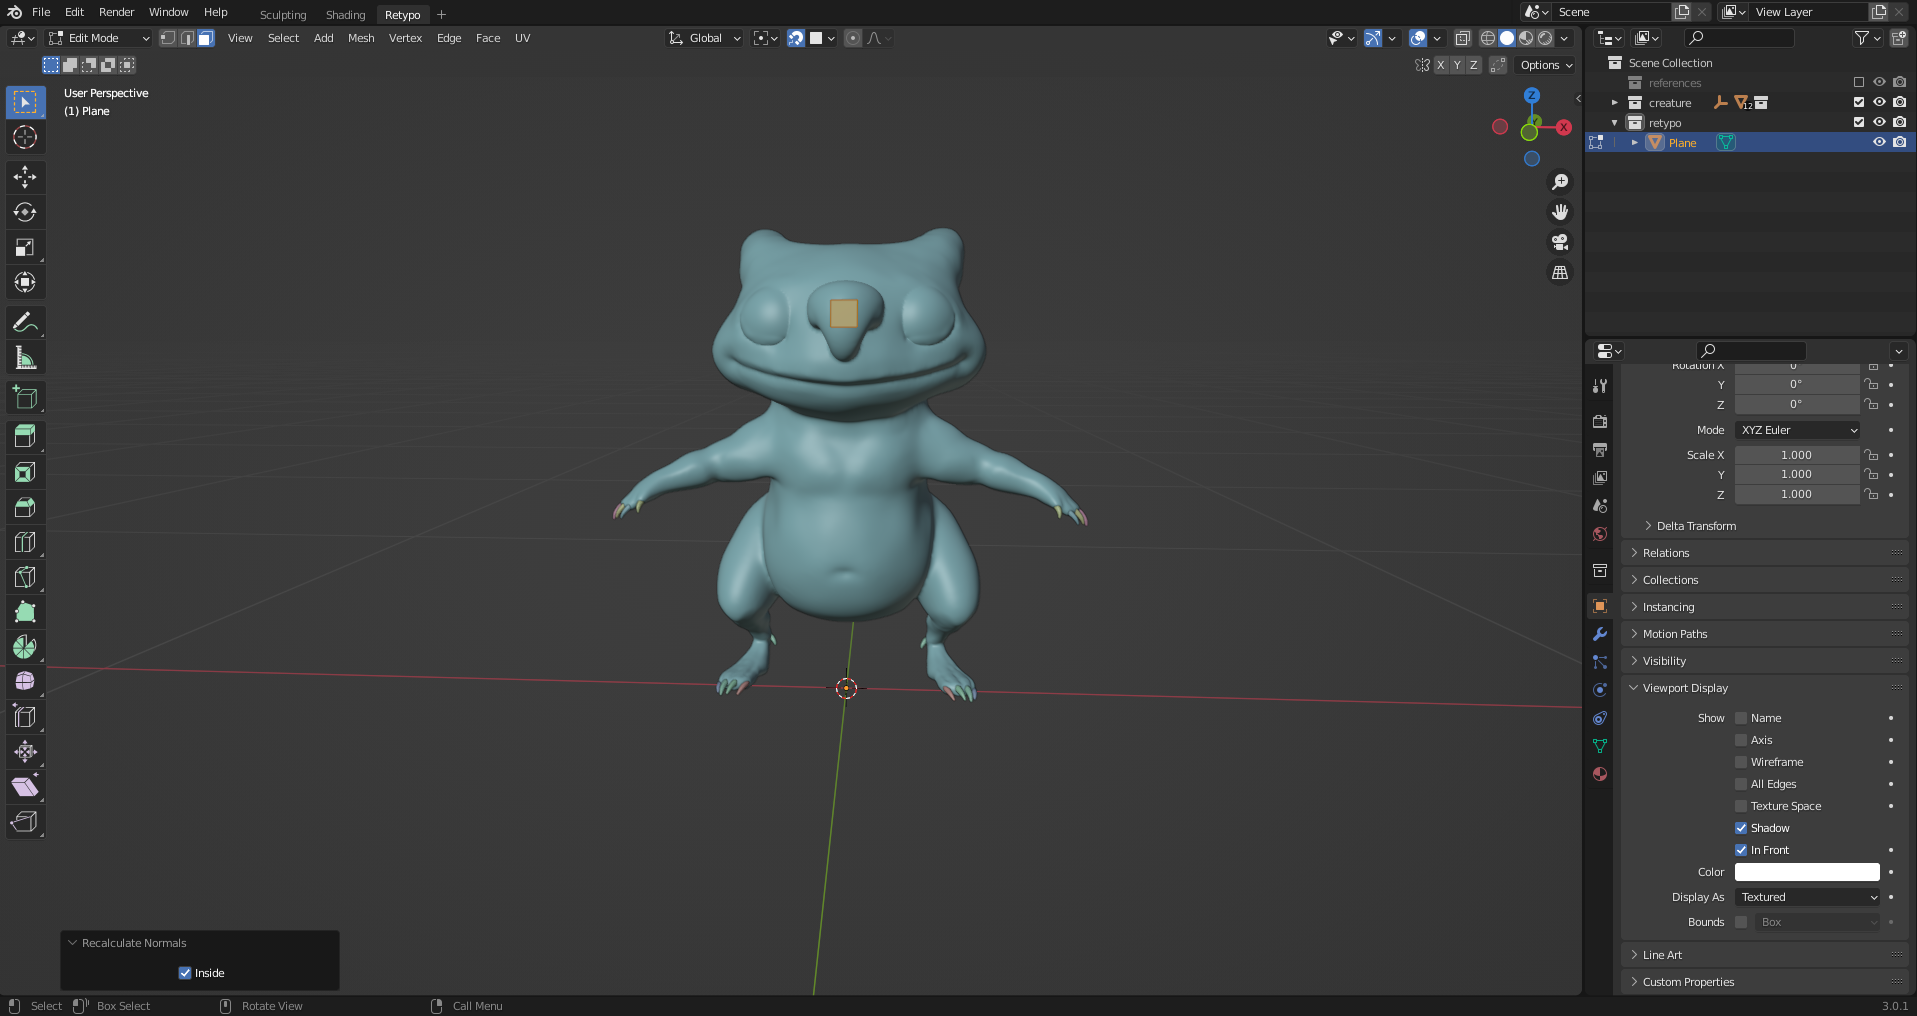 File Edit Render Window Help Sculpting Shading Retypo Scene View Layer
Edit Mode View Select Add Mesh Vertex Edge Face UV Global
X Y Z Options
User Perspective
(1) Plane
Z
X
Scene Collection
references
creature 12
retypo
Plane
Rotation X 0°
Y 0°
Z 0°
Mode XYZ Euler
Scale X 1.000
Y 1.000
Z 1.000
Delta Transform
Relations
Collections
Instancing
Motion Paths
Visibility
Viewport Display
Show Name
Axis
Wireframe
All Edges
Texture Space
Shadow
In Front
Color
Display As Textured
Bounds Box
Line Art
Custom Properties
Recalculate Normals
Inside
Select Box Select Rotate View Call Menu 3.0.1